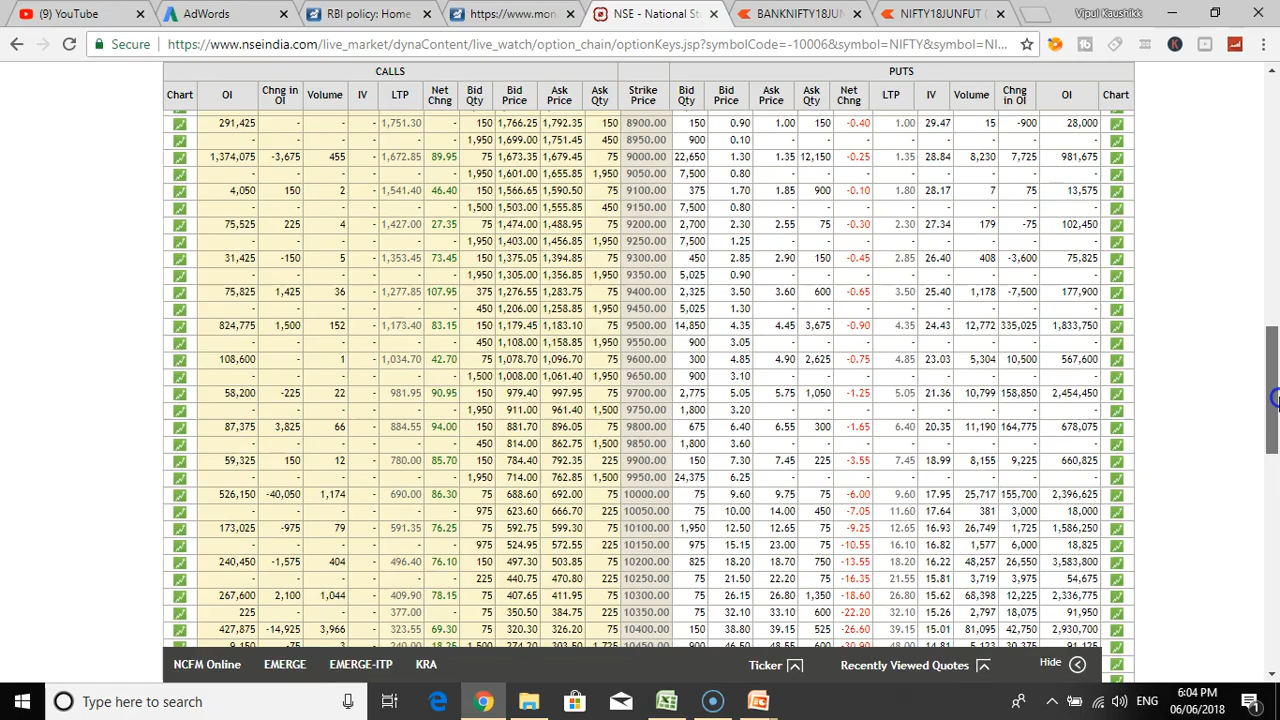 (9) YouTube
AdWords
RBI policy: Home
https://www.mon
NSE - National St
BANKNIFTY18JUN
NIFTY18JUNFUT (
Vipul Kaushikk
Secure https://www.nseindia.com/live_market/dynaContent/live_watch/option_chain/optionKeys.jsp?symbolCode=-10006&symbol=NIFTY&symbol=NI...
CALLS PUTS
Chart OI Chng in OI Volume IV LTP Net Chng Bid Qty Bid Price Ask Price Ask Qty Strike Price Bid Qty Bid Price Ask Price Ask Qty Net Chng LTP IV Volume Chng in OI OI Chart
291,425 - - - 1,751.30 - 150 1,766.25 1,792.35 150 8900.00 150 0.90 1.00 150 -0.40 1.00 29.47 15 -900 28,000
- - - - - - 1,950 1,699.00 1,751.45 450 8950.00 900 0.10 - - - - - - - -
1,374,075 -3,675 455 - 1,672.85 89.95 75 1,673.35 1,679.45 75 9000.00 22,650 1.30 1.35 12,150 -0.25 1.35 28.84 8,230 7,725 981,675
- - - - - - 1,950 1,601.00 1,655.85 1,950 9050.00 7,500 0.80 - - - - - - - -
4,050 150 2 - 1,541.40 46.40 75 1,566.65 1,590.50 75 9100.00 375 1.70 1.85 900 -0.10 1.80 28.17 7 75 13,575
- - - - - - 1,500 1,503.00 1,555.85 450 9150.00 7,500 0.80 - - - - - - - -
75,525 225 4 - 1,427.00 27.35 75 1,474.00 1,488.95 75 9200.00 2,700 2.30 2.55 75 -0.30 2.30 27.34 179 -75 102,450
- - - - - - 1,950 1,403.00 1,456.85 1,950 9250.00 7,500 1.25 - - - - - - - -
31,425 -150 5 - 1,353.45 73.45 75 1,375.05 1,394.85 75 9300.00 450 2.85 2.90 150 -0.45 2.85 26.40 408 -3,600 75,825
- - - - - - 1,950 1,305.00 1,356.85 1,950 9350.00 5,025 0.90 - - - - - - - -
75,825 1,425 36 - 1,277.85 107.95 375 1,276.55 1,283.75 75 9400.00 2,325 3.50 3.60 600 -0.65 3.50 25.40 1,178 -7,500 177,900
- - - - - - 450 1,206.00 1,258.85 1,950 9450.00 5,025 1.30 - - - - - - - -
824,775 1,500 152 - 1,173.40 83.15 150 1,179.45 1,183.10 75 9500.00 14,850 4.35 4.45 3,675 -0.90 4.35 24.43 12,772 335,025 1,833,750
- - - - - - 450 1,108.00 1,158.85 1,950 9550.00 900 3.05 - - - - - - - -
108,600 - 1 - 1,034.70 42.70 75 1,078.70 1,096.70 75 9600.00 300 4.85 4.90 2,625 -0.75 4.85 23.03 5,304 10,500 567,600
- - - - - - 1,500 1,008.00 1,061.40 1,950 9650.00 900 3.10 - - - - - - - -
58,200 -225 22 - 981.95 90.95 150 979.40 997.95 75 9700.00 2,775 5.05 5.75 1,050 -1.25 5.05 21.36 10,799 158,850 2,454,450
- - - - - - 1,950 911.00 961.40 1,500 9750.00 1,800 3.20 - - - - - - - -
87,375 3,825 66 - 884.55 94.00 150 881.70 896.05 75 9800.00 675 6.40 6.55 300 -1.65 6.40 20.35 11,190 164,775 678,075
- - - - - - 450 814.00 862.75 1,500 9850.00 1,800 3.60 - - - - - - - -
59,325 150 12 - 780.00 85.70 150 784.40 792.35 225 9900.00 150 7.30 7.45 225 -3.55 7.45 18.99 8,155 9,225 660,825
- - - - - - 1,950 714.00 762.85 1,500 9950.00 24,375 6.25 - - - - - - - -
526,150 -40,050 1,174 - 690.00 86.30 75 688.60 692.00 75 10000.00 75 9.60 9.75 75 -6.00 9.60 17.95 25,717 155,700 2,396,625
- - - - - - 975 623.60 666.70 225 10050.00 75 10.00 14.00 450 -7.05 11.60 17.64 381 3,000 18,000
173,025 -975 79 - 591.35 76.25 75 592.75 599.30 75 10100.00 1,950 12.50 12.65 75 -9.25 12.65 16.93 26,749 1,725 1,586,250
- - - - - - 975 524.95 572.55 225 10150.00 975 15.15 23.00 75 -10.55 16.10 16.82 1,577 6,000 18,825
240,450 -1,575 404 - 496.40 76.10 150 497.30 503.85 75 10200.00 825 18.20 18.70 750 -13.55 18.20 16.22 48,257 26,550 3,583,800
- - - - - - 225 440.75 470.80 225 10250.00 75 21.50 22.20 75 -16.35 21.55 15.81 3,719 3,975 54,675
267,600 2,100 1,044 - 409.90 78.15 75 407.65 411.95 75 10300.00 75 26.15 26.80 1,350 -18.60 26.80 15.62 68,398 12,225 2,336,775
225 - - - 377.00 - 75 350.50 384.75 225 10350.00 75 32.10 33.10 600 -22.20 32.10 15.26 2,797 18,075 91,950
427,875 -14,925 3,966 - 323.55 69.30 75 320.30 326.20 75 10400.00 150 38.80 39.15 525 -26.60 39.15 15.01 81,095 42,750 2,930,700
NCFM Online EMERGE EMERGE-ITP KRA Ticker Recently Viewed Quotes Hide
Type here to search
ENG
6:04 PM
06/06/2018
1